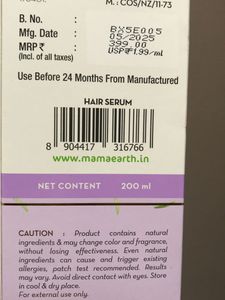 M.: COS/NZ/11-73
B. No. : BX5E005
Mfg. Date : 05/2025
MRP ₹ : 399.00
(Incl. of all taxes) USP ₹1.99/ml
Use Before 24 Months From Manufactured
HAIR SERUM
8 904417 316766
www.mamaearth.in
NET CONTENT 200 ml
CAUTION : Product contains natural
ingredients & may change color and fragrance,
without losing effectiveness. Even natural
ingredients can cause and trigger existing
allergies, patch test recommended. Results
may vary. Avoid direct contact with eyes. Store
in cool & dry place.
For external use only.